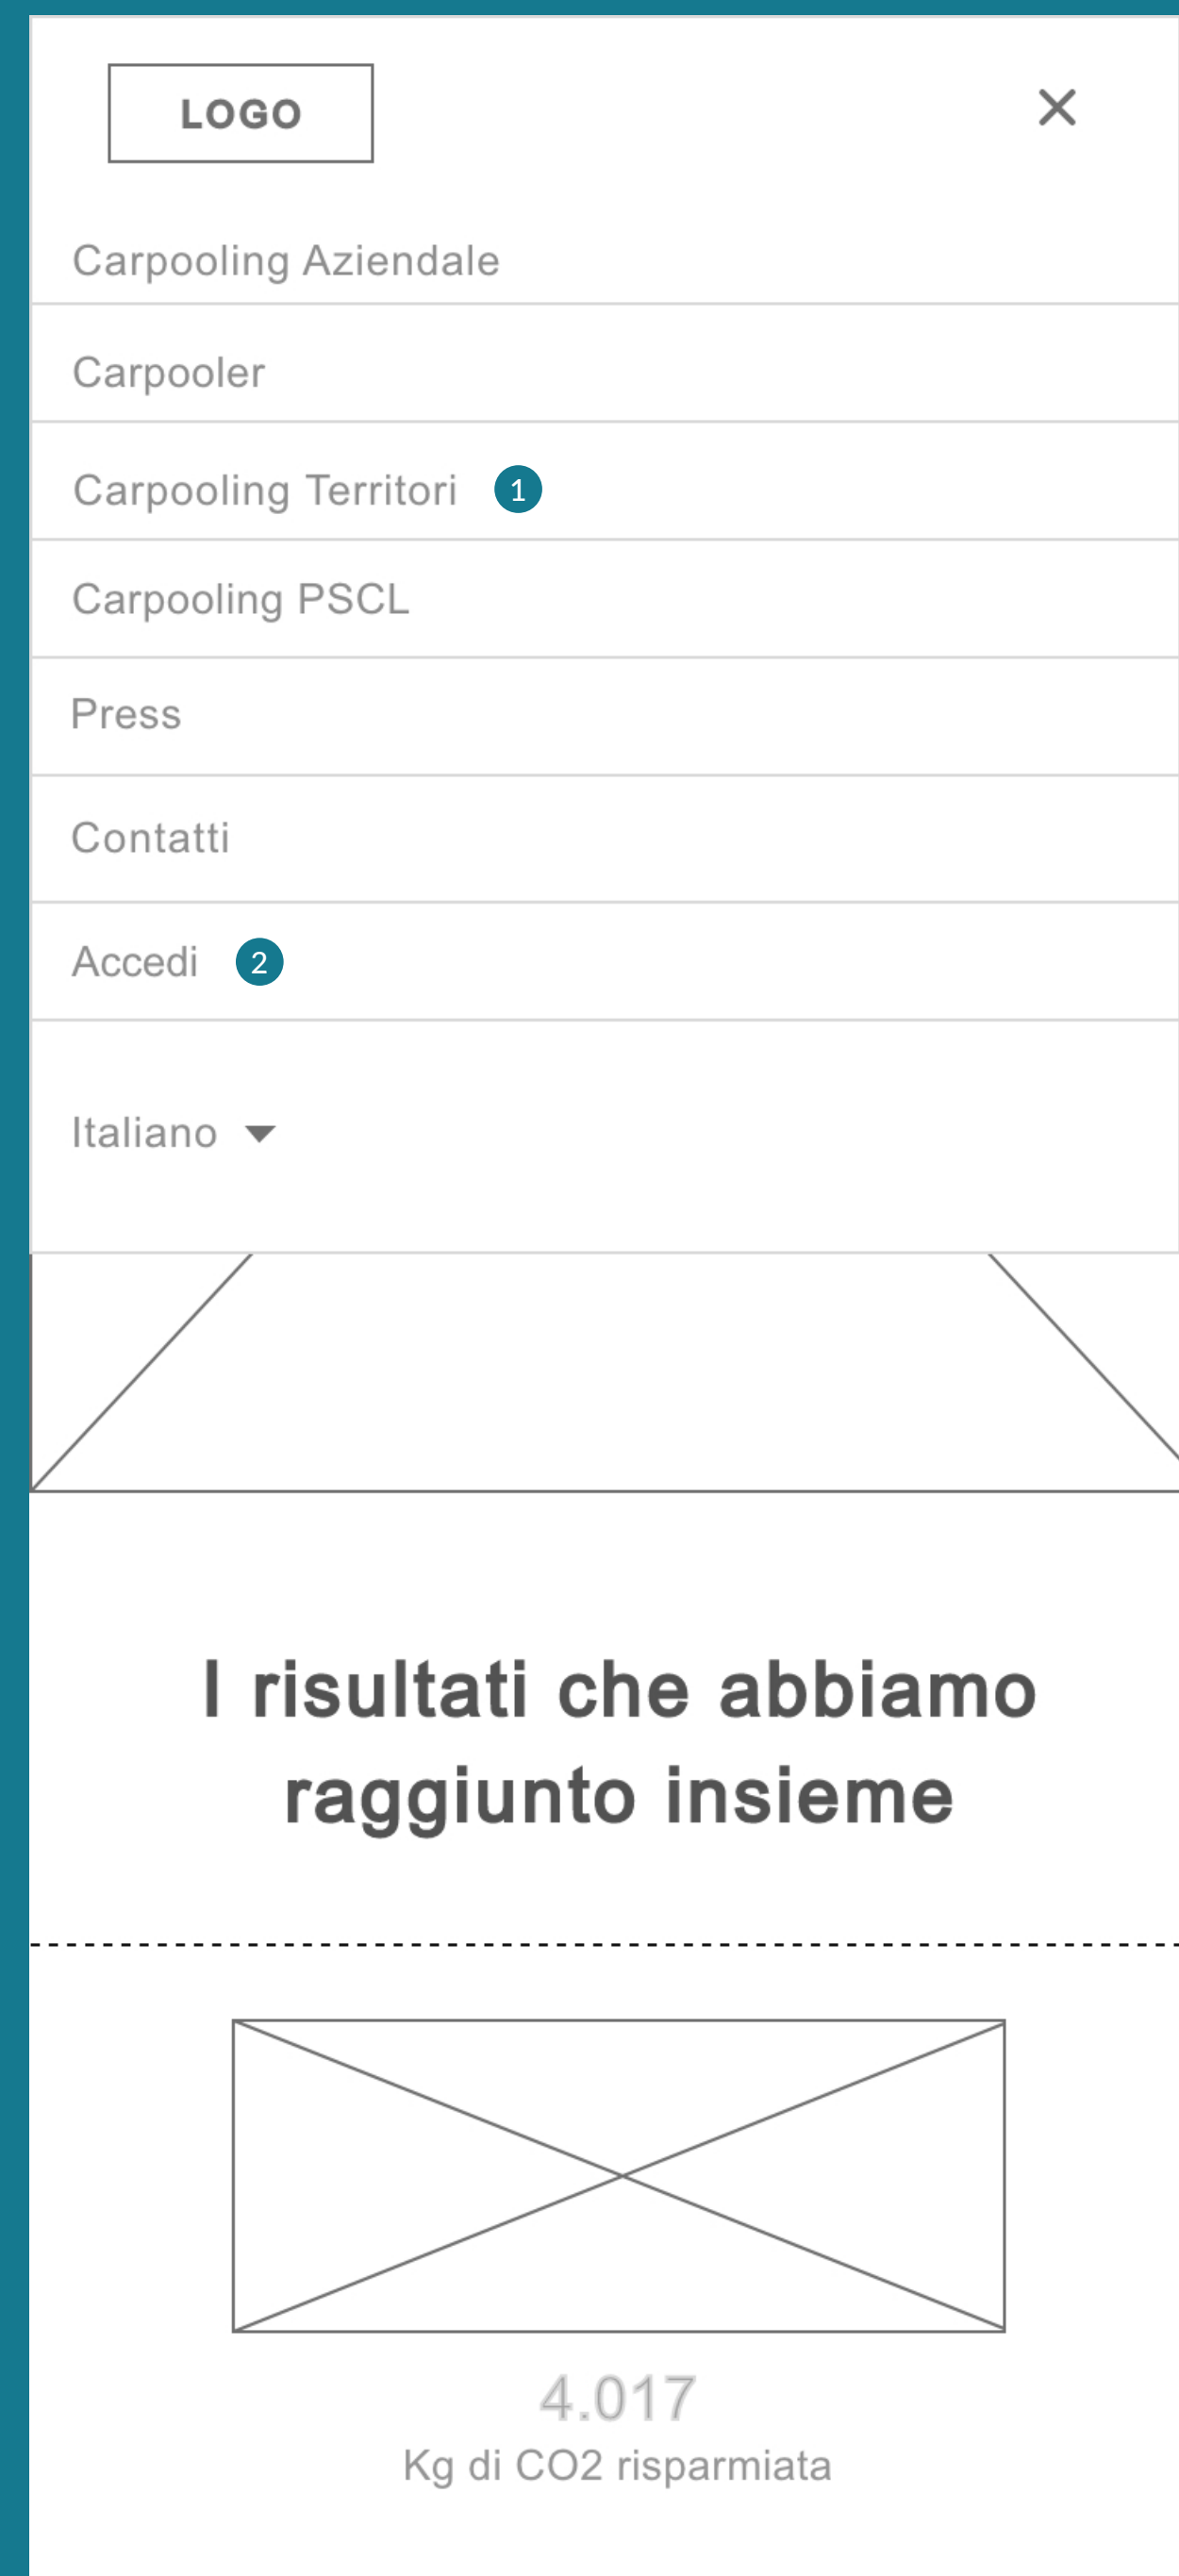 LOGO
Carpooling Aziendale
Carpooler
Carpooling Territori 1
Carpooling PSCL
Press
Contatti
Accedi 2
Italiano
I risultati che abbiamo
raggiunto insieme
4.017
Kg di CO2 risparmiata